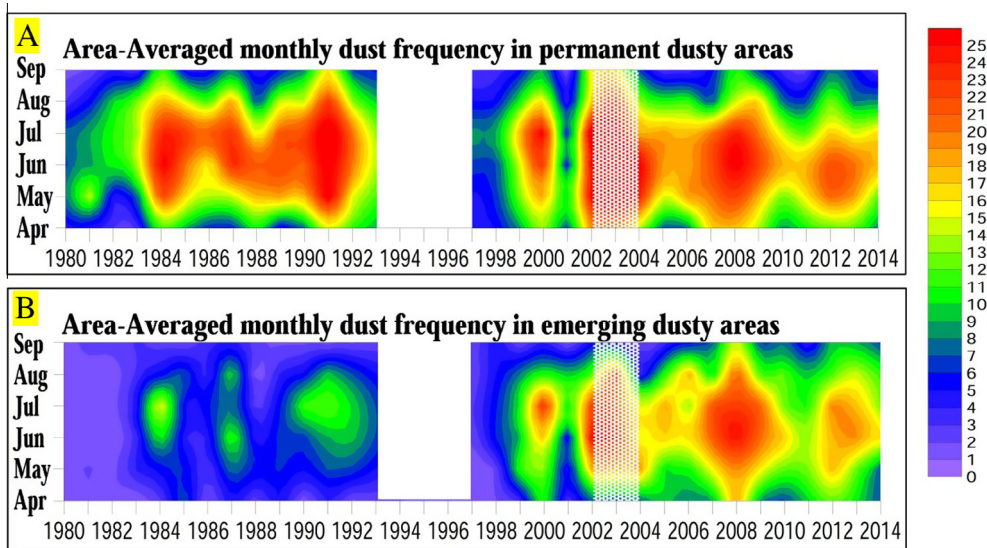 A
Area-Averaged monthly dust frequency in permanent dusty areas
Sep
Aug
Jul
Jun
May
Apr
1980 1982 1984 1986 1988 1990 1992 1994 1996 1998 2000 2002 2004 2006 2008 2010 2012 2014
B
Area-Averaged monthly dust frequency in emerging dusty areas
Sep
Aug
Jul
Jun
May
Apr
1980 1982 1984 1986 1988 1990 1992 1994 1996 1998 2000 2002 2004 2006 2008 2010 2012 2014
25
24
23
22
21
20
19
18
17
16
15
14
13
12
11
10
9
8
7
6
5
4
3
2
1
0